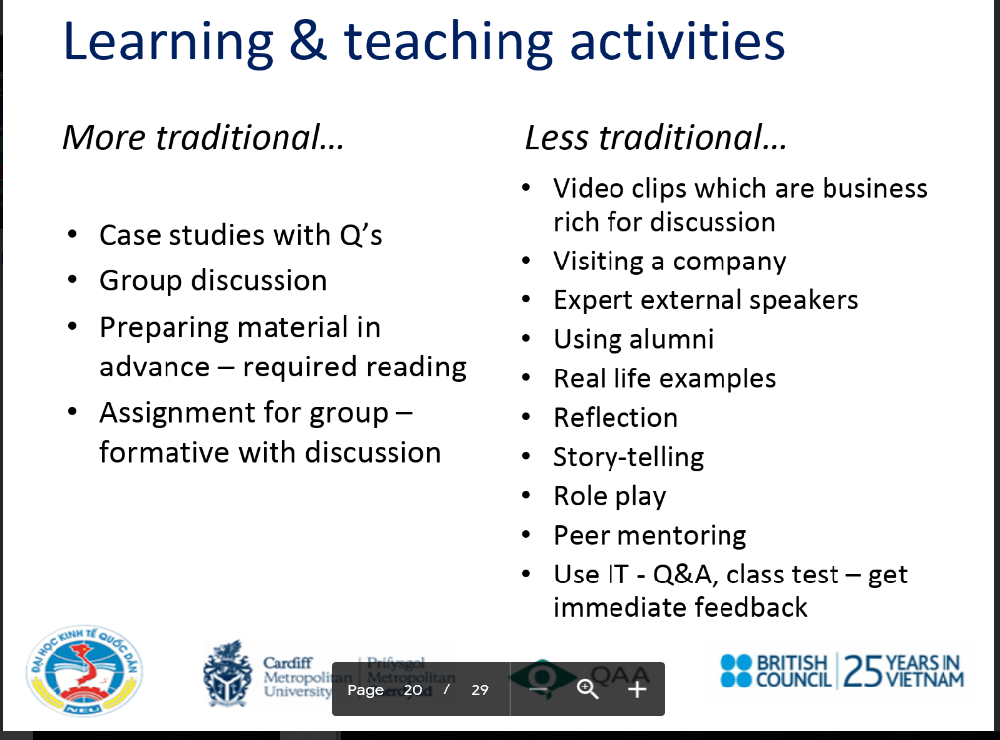 Learning & teaching activities
More traditional…
• Case studies with Q’s
• Group discussion
• Preparing material in
advance – required reading
• Assignment for group –
formative with discussion
Less traditional…
• Video clips which are business
rich for discussion
• Visiting a company
• Expert external speakers
• Using alumni
• Real life examples
• Reflection
• Story-telling
• Role play
• Peer mentoring
• Use IT - Q&A, class test – get
immediate feedback
ĐẠI HỌC KINH TẾ QUỐC DÂN
NEU
Cardiff
Metropolitan
University
Prifysgol
Metropolitan
QAA
BRITISH
COUNCIL
25 YEARS IN
VIETNAM
Page 20 / 29